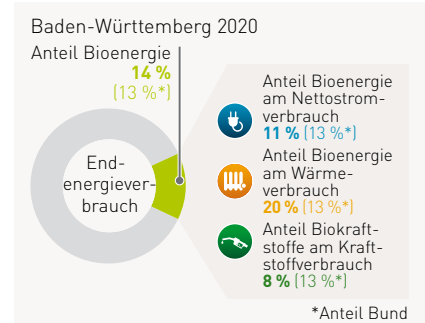 Baden-Württemberg 2020
Anteil Bioenergie
14 %
(13 %*)
End-
energiever-
brauch
Anteil Bioenergie
am Nettostrom-
verbrauch
11 % (13 %*)
Anteil Bioenergie
am Wärme-
verbrauch
20 % (13 %*)
Anteil Biokraft-
stoffe am Kraft-
stoffverbrauch
8 % (13 %*)
*Anteil Bund